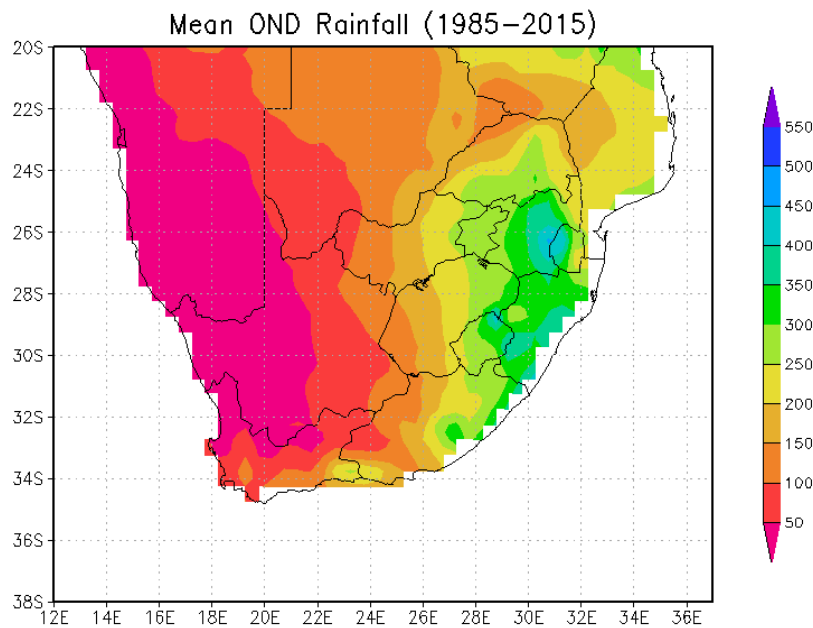 Mean OND Rainfall (1985-2015)
20S
22S
24S
26S
28S
30S
32S
34S
36S
38S
12E 14E 16E 18E 20E 22E 24E 26E 28E 30E 32E 34E 36E
550
500
450
400
350
300
250
200
150
100
50